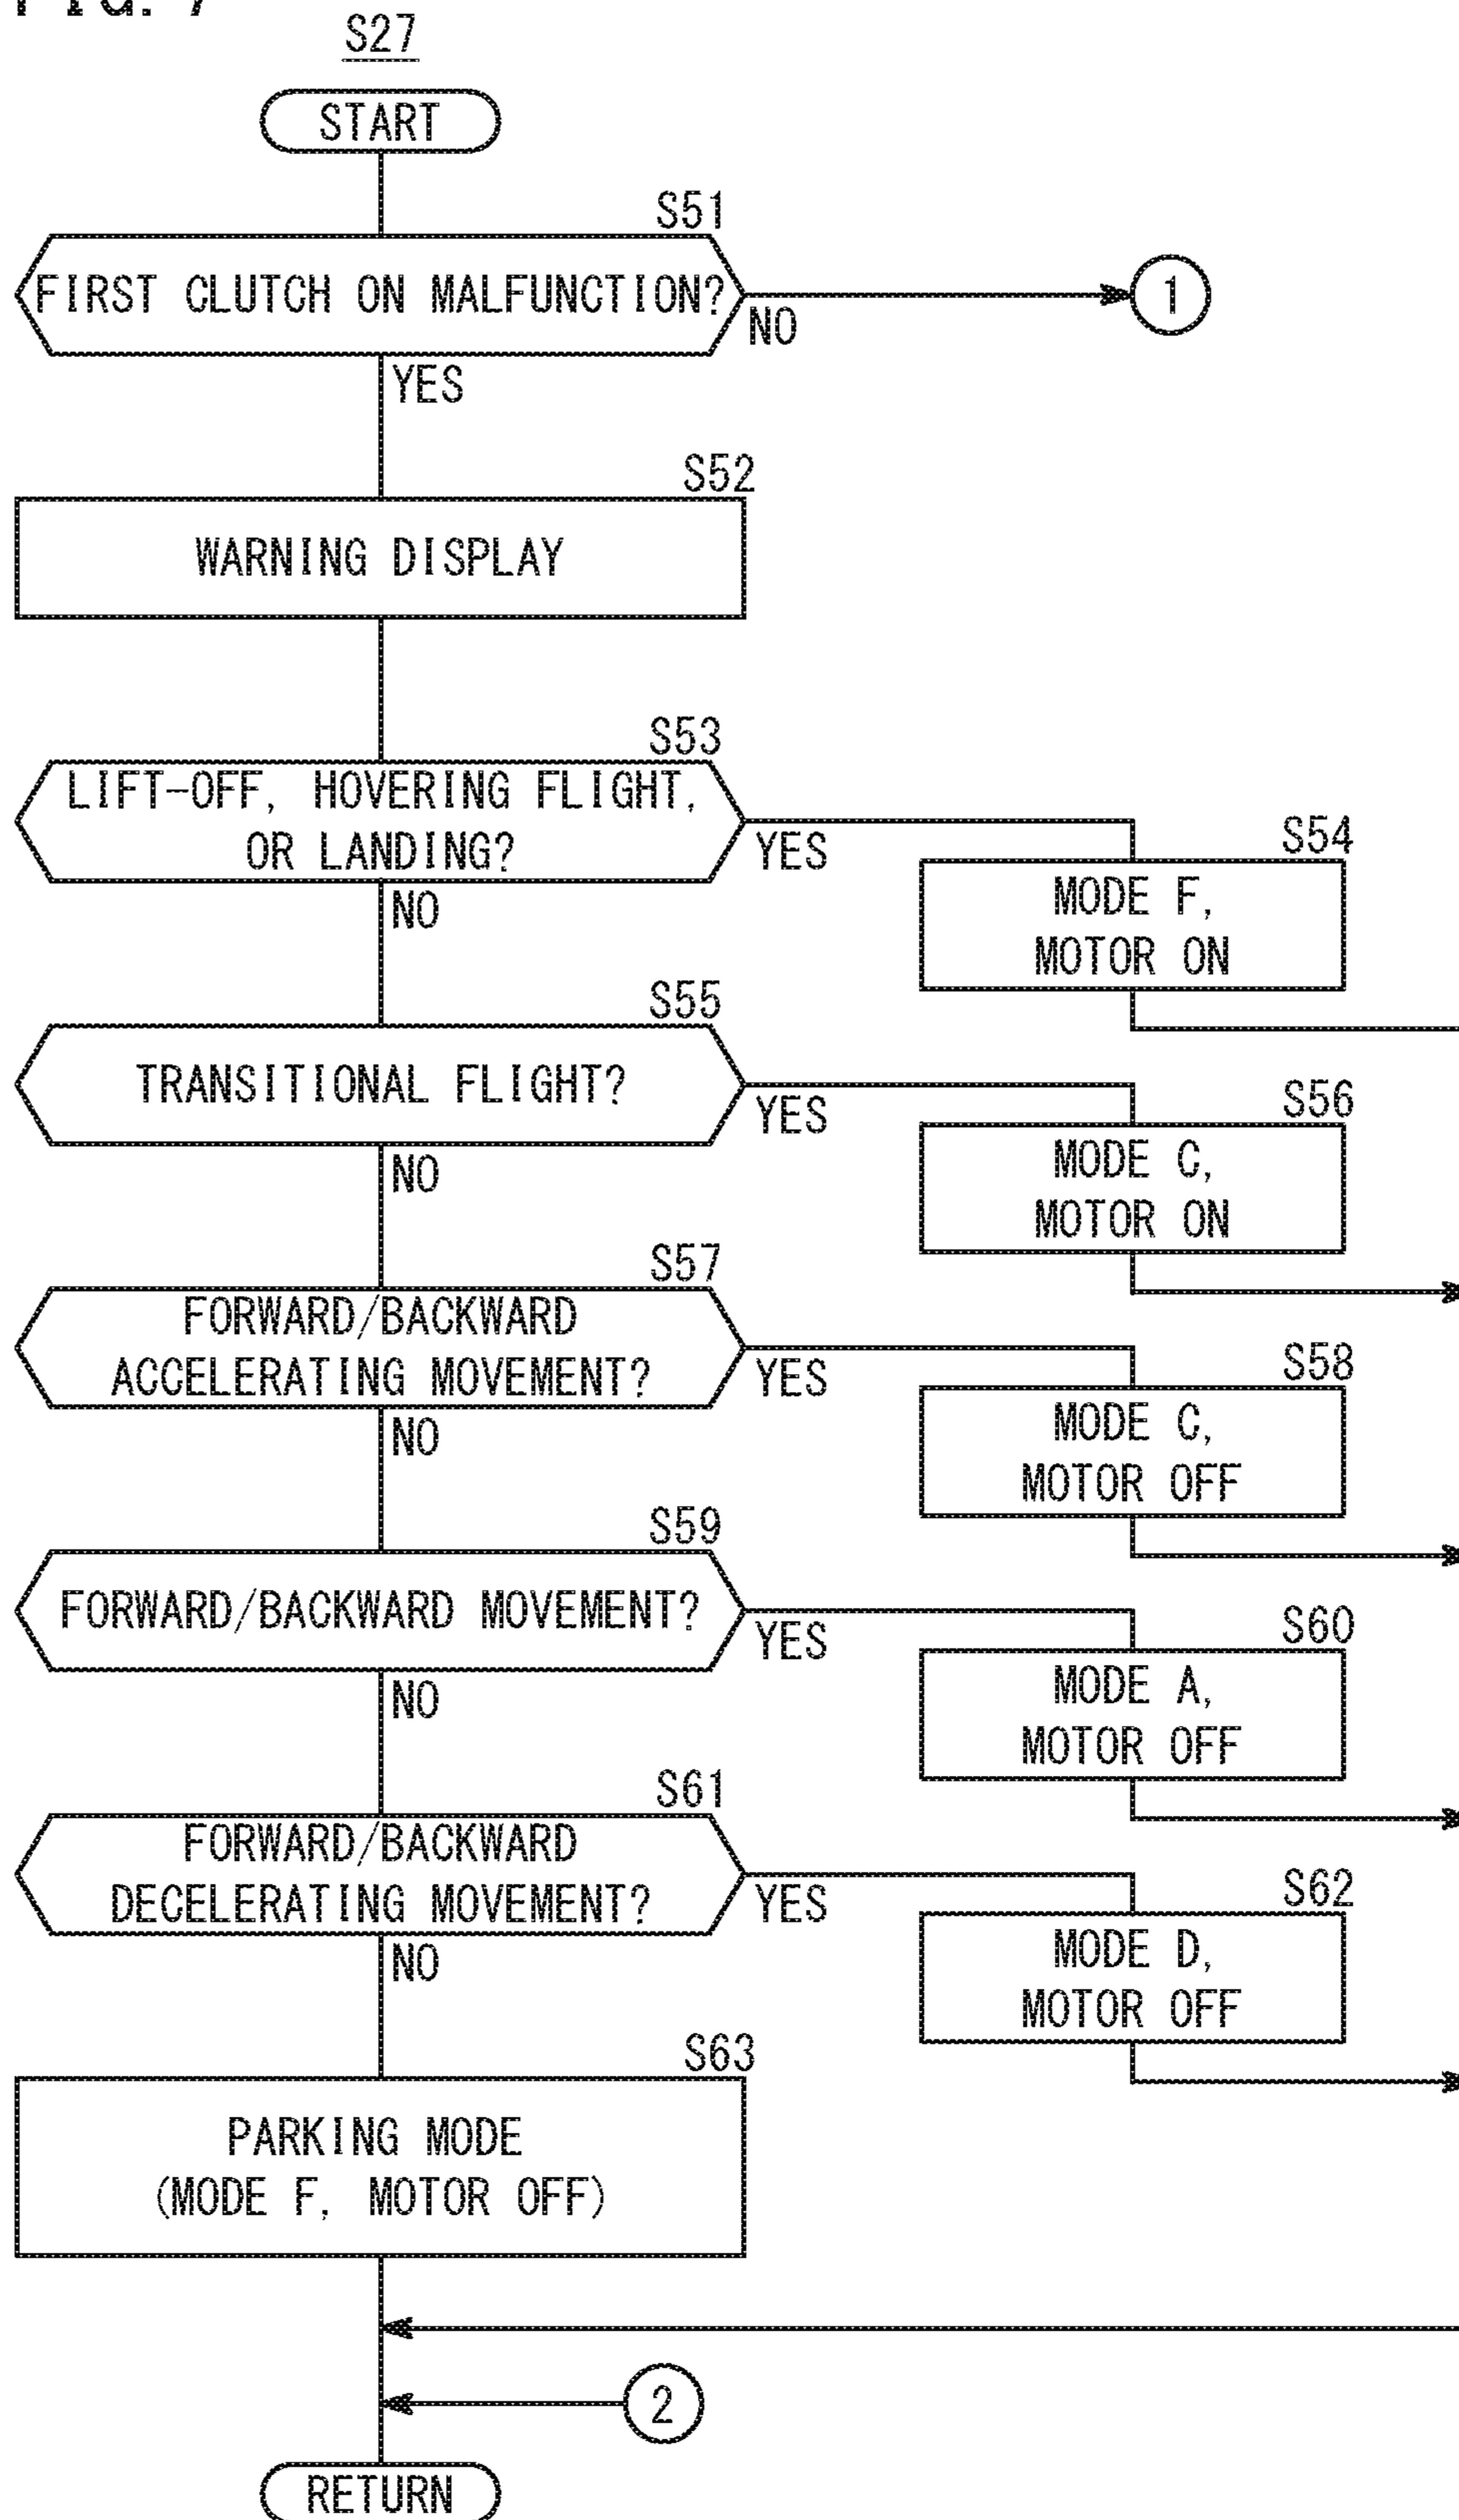 FIG. 7
S27
START
S51
FIRST CLUTCH ON MALFUNCTION?
NO
1
YES
S52
WARNING DISPLAY
S53
LIFT-OFF, HOVERING FLIGHT,
OR LANDING?
YES
NO
S54
MODE F,
MOTOR ON
S55
TRANSITIONAL FLIGHT?
YES
NO
S56
MODE C,
MOTOR ON
S57
FORWARD/BACKWARD
ACCELERATING MOVEMENT?
YES
NO
S58
MODE C,
MOTOR OFF
S59
FORWARD/BACKWARD MOVEMENT?
YES
NO
S60
MODE A,
MOTOR OFF
S61
FORWARD/BACKWARD
DECELERATING MOVEMENT?
YES
NO
S62
MODE D,
MOTOR OFF
S63
PARKING MODE
(MODE F, MOTOR OFF)
2
RETURN